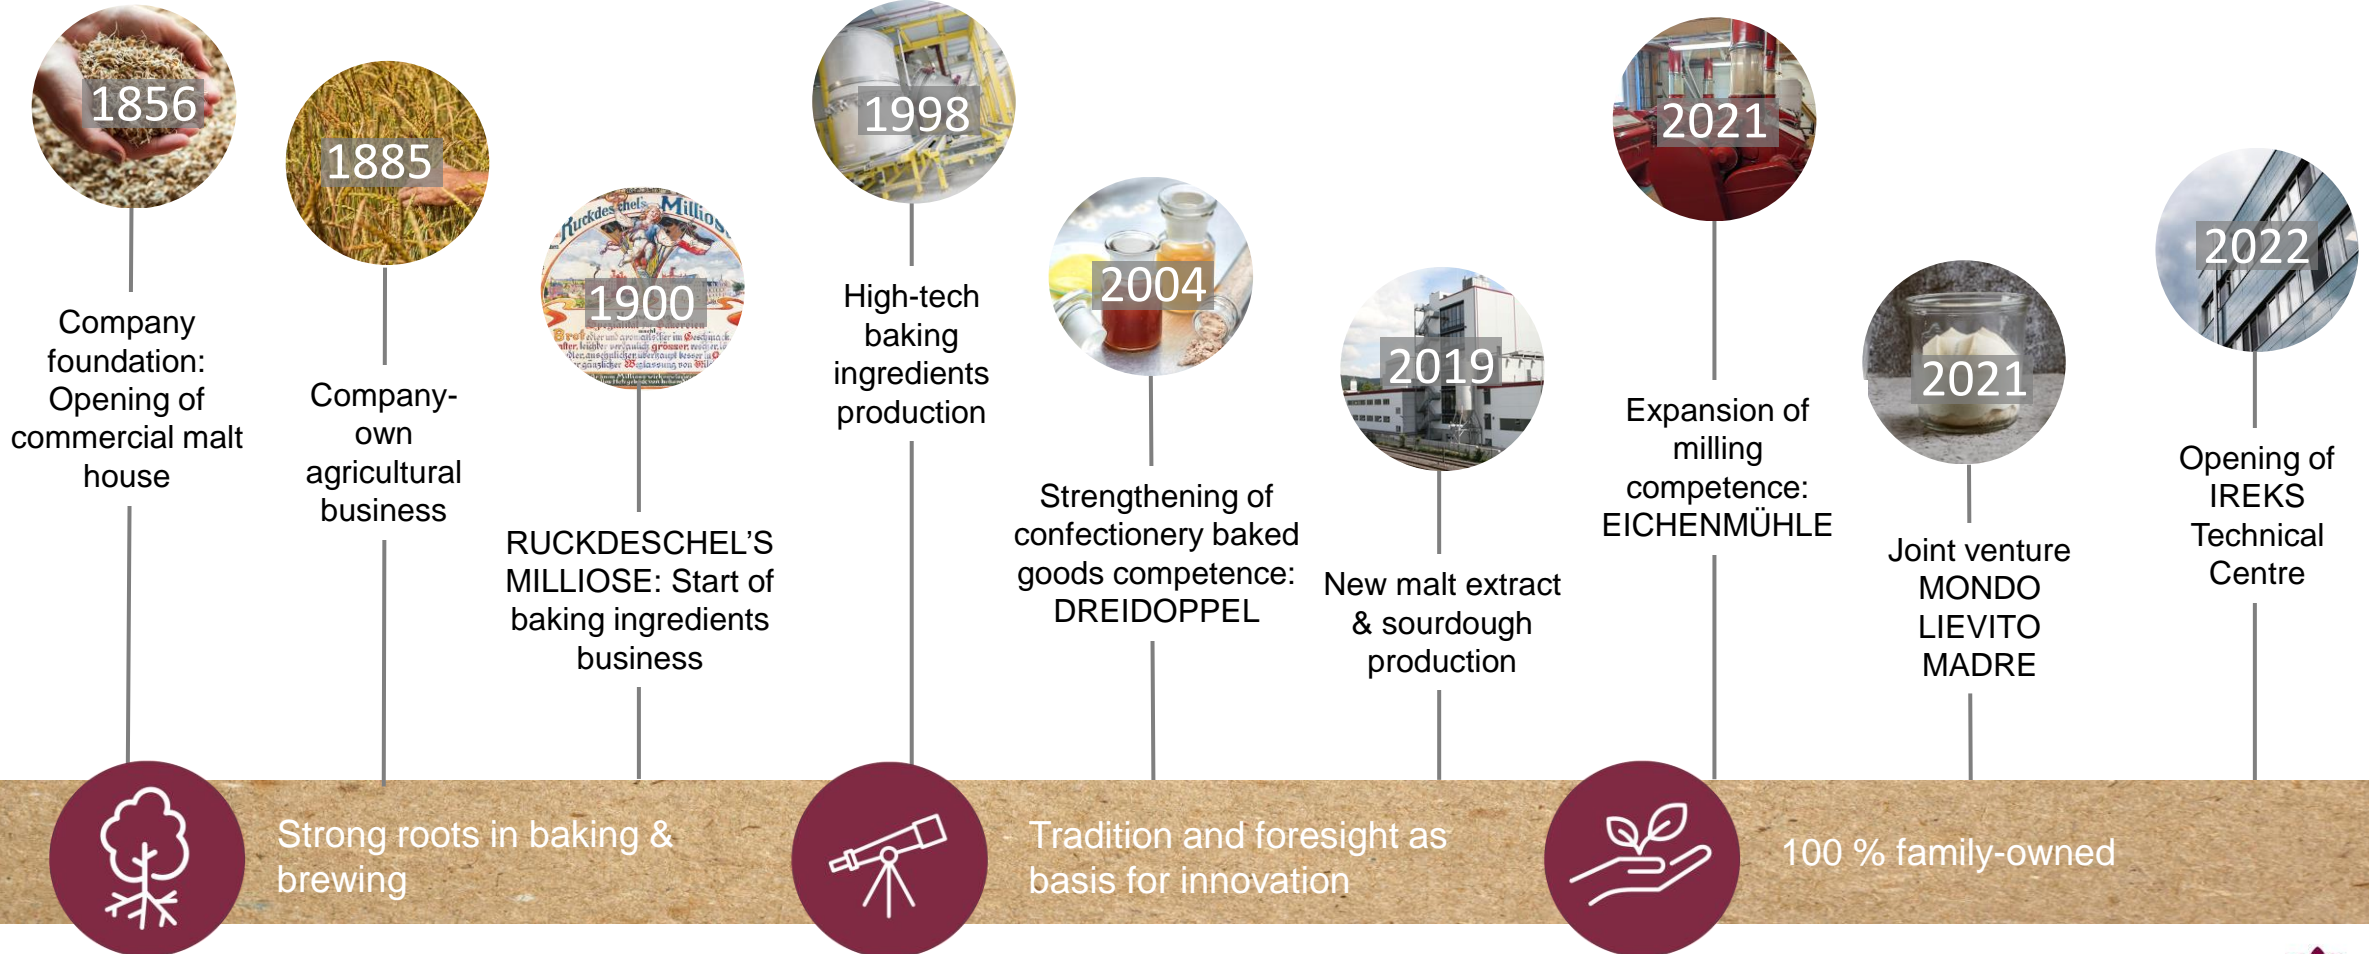 1856
Company
foundation:
Opening of
commercial malt
house
1885
Company-
own
agricultural
business
Ruckdeschel's Millios
1900
RUCKDESCHEL'S
MILLIOSE: Start of
baking ingredients
business
1998
High-tech
baking
ingredients
production
2004
Strengthening of
confectionery baked
goods competence:
DREIDOPPEL
2019
New malt extract
& sourdough
production
2021
Expansion of
milling
competence:
EICHENMÜHLE
2021
Joint venture
MONDO
LIEVITO
MADRE
2022
Opening of
IREKS
Technical
Centre
Strong roots in baking &
brewing
Tradition and foresight as
basis for innovation
100 % family-owned